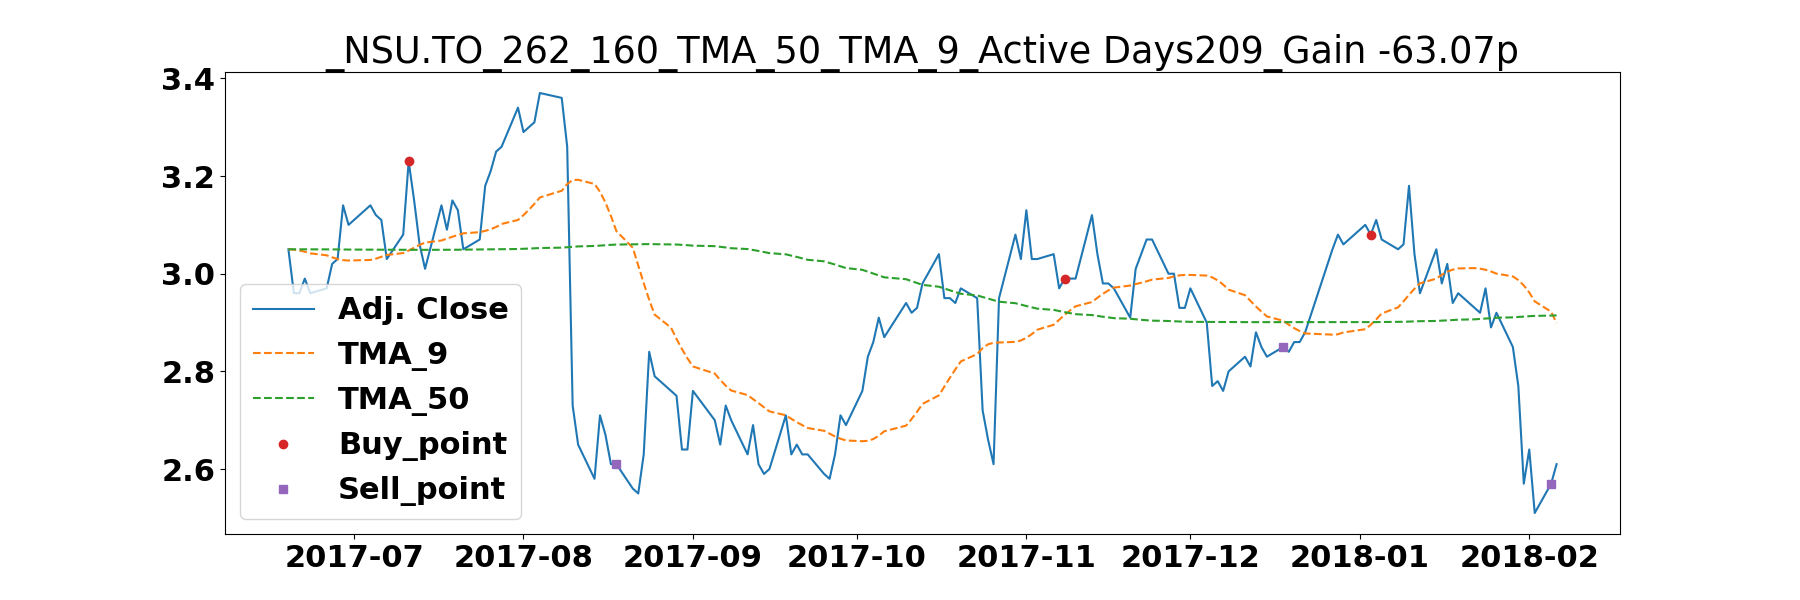 _NSU.TO_262_160_TMA_50_TMA_9_Active Days209_Gain -63.07p
3.4
3.2
3.0
2.8
2.6
Adj. Close
TMA_9
TMA_50
Buy_point
Sell_point
2017-07 2017-08 2017-09 2017-10 2017-11 2017-12 2018-01 2018-02